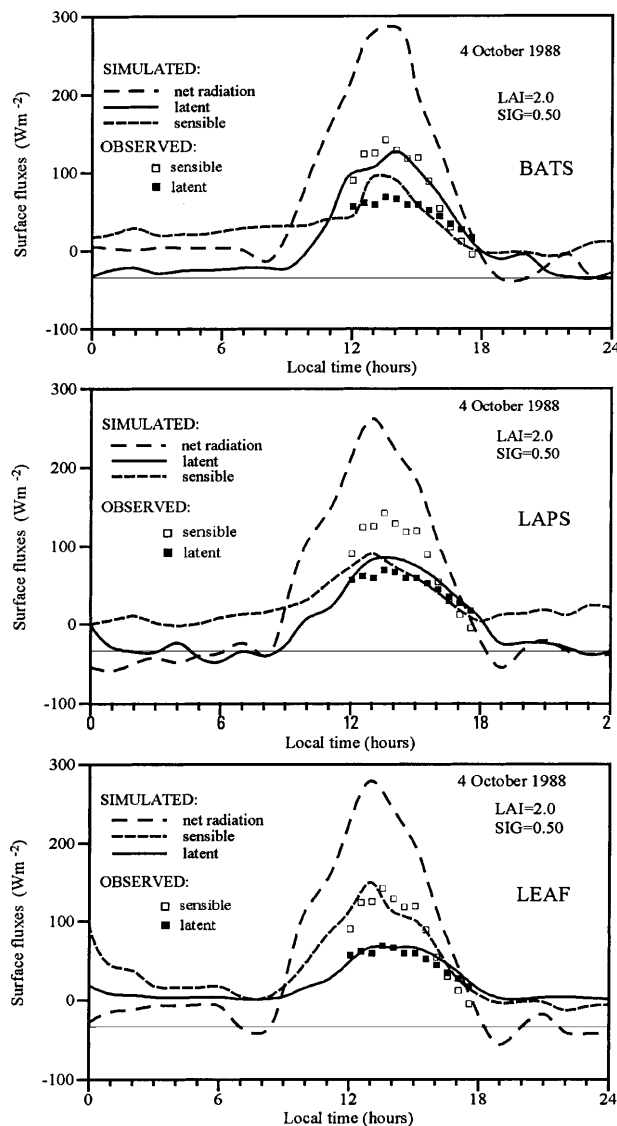 300
4 October 1988
SIMULATED:
net radiation
latent
sensible
LAI=2.0
SIG=0.50
200
OBSERVED:
sensible
latent
BATS
100
0
-100
Surface fluxes (Wm -2)
0 6 12 18 24
Local time (hours)
300
4 October 1988
SIMULATED:
net radiation
latent
sensible
LAI=2.0
SIG=0.50
200
OBSERVED:
sensible
latent
LAPS
100
0
-100
Surface fluxes (Wm -2)
0 6 12 18 2
Local time (hours)
300
4 October 1988
SIMULATED:
net radiation
sensible
latent
LAI=2.0
SIG=0.50
200
OBSERVED:
sensible
latent
LEAF
100
0
-100
Surface fluxes (Wm -2)
0 6 12 18 24
Local time (hours)